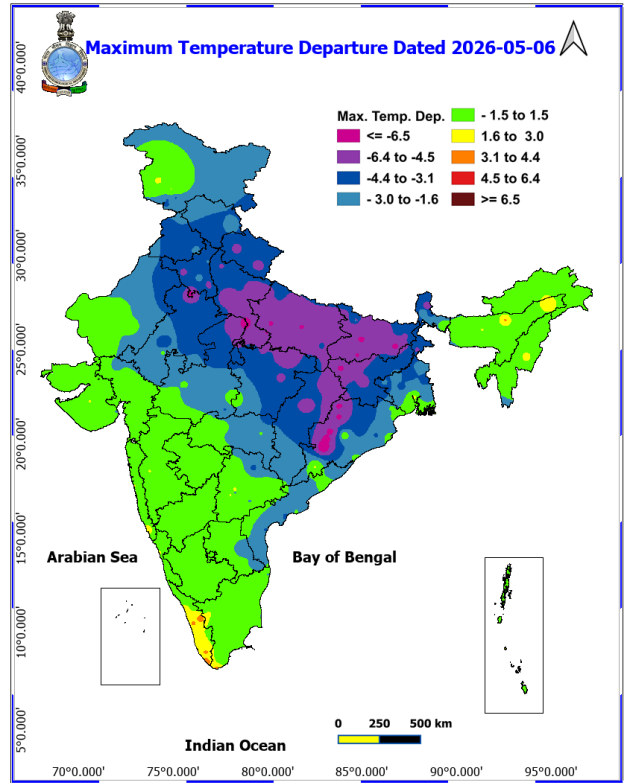 Maximum Temperature Departure Dated 2026-05-06
Max. Temp. Dep.
<= -6.5
-6.4 to -4.5
-4.4 to -3.1
- 3.0 to -1.6
- 1.5 to 1.5
1.6 to 3.0
3.1 to 4.4
4.5 to 6.4
>= 6.5
40°0.000'
35°0.000'
30°0.000'
25°0.000'
20°0.000'
15°0.000'
10°0.000'
5°0.000'
Arabian Sea
Bay of Bengal
Indian Ocean
0 250 500 km
70°0.000' 75°0.000' 80°0.000' 85°0.000' 90°0.000' 95°0.000'